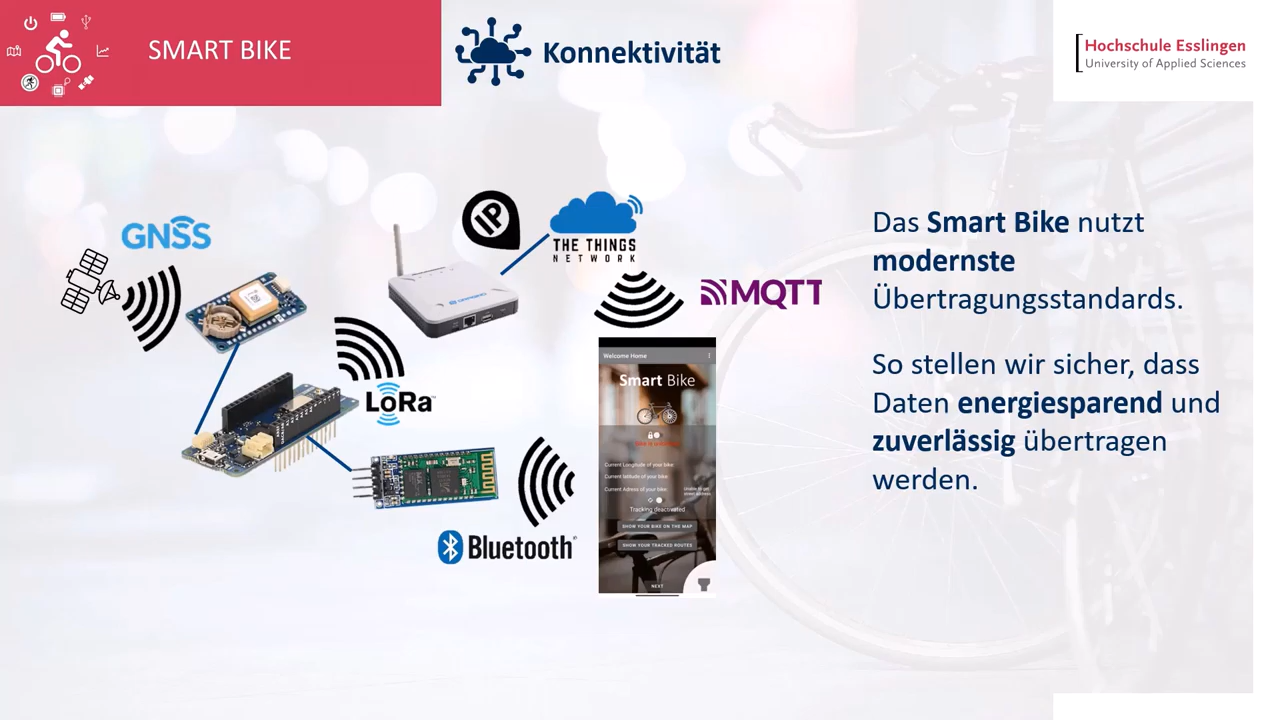 SMART BIKE
Konnektivität
Hochschule Esslingen
University of Applied Sciences
GNSS
IP
THE THINGS
NETWORK
MQTT
LoRa
Bluetooth
Welcome Home
Smart Bike
Current Longitude of your bike:
Current latitude of your bike:
Current Adress of your bike:
Tracking deactivated
SHOW YOUR BIKE ON THE MAP
SHOW YOUR TRACKED ROUTES
NEXT
Das Smart Bike nutzt
modernste
Übertragungsstandards.
So stellen wir sicher, dass
Daten energiesparend und
zuverlässig übertragen
werden.